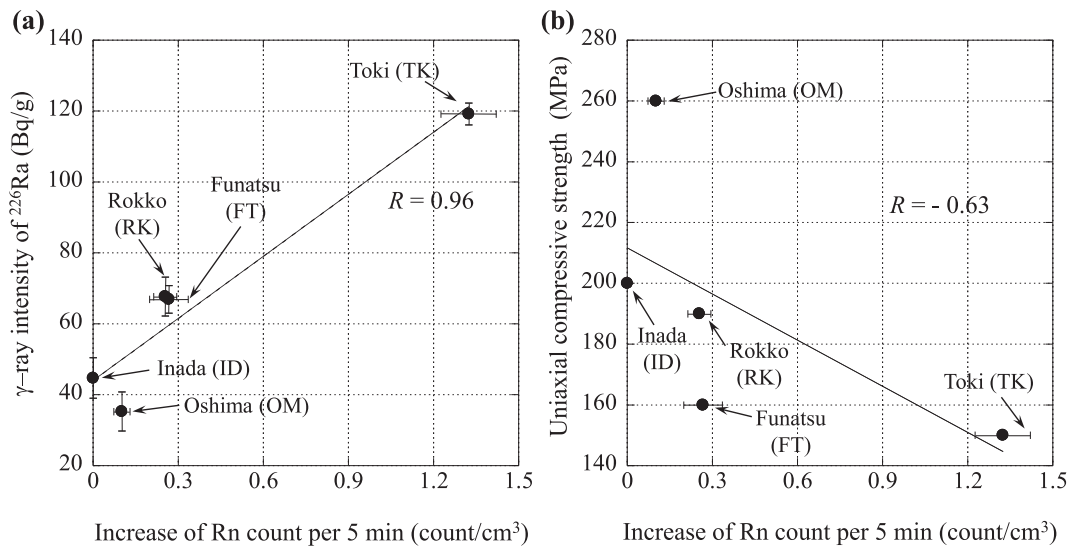 (a)
140
120
100
80
60
40
20
γ–ray intensity of ²²⁶Ra (Bq/g)
Toki (TK)
Funatsu
(FT)
Rokko
(RK)
R = 0.96
Inada (ID)
Oshima (OM)
0
0.3
0.6
0.9
1.2
1.5
Increase of Rn count per 5 min (count/cm³)
(b)
280
260
240
220
200
180
160
140
Uniaxial compressive strength (MPa)
Oshima (OM)
R = - 0.63
Inada
(ID)
Rokko
(RK)
Toki (TK)
Funatsu
(FT)
0
0.3
0.6
0.9
1.2
1.5
Increase of Rn count per 5 min (count/cm³)